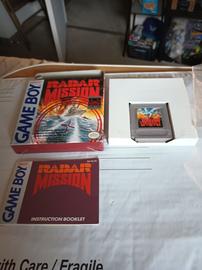 GAME BOY
RADAR
MISSION
GAME BOY
RADAR
MISSION
INSTRUCTION BOOKLET
with Care / Fragile